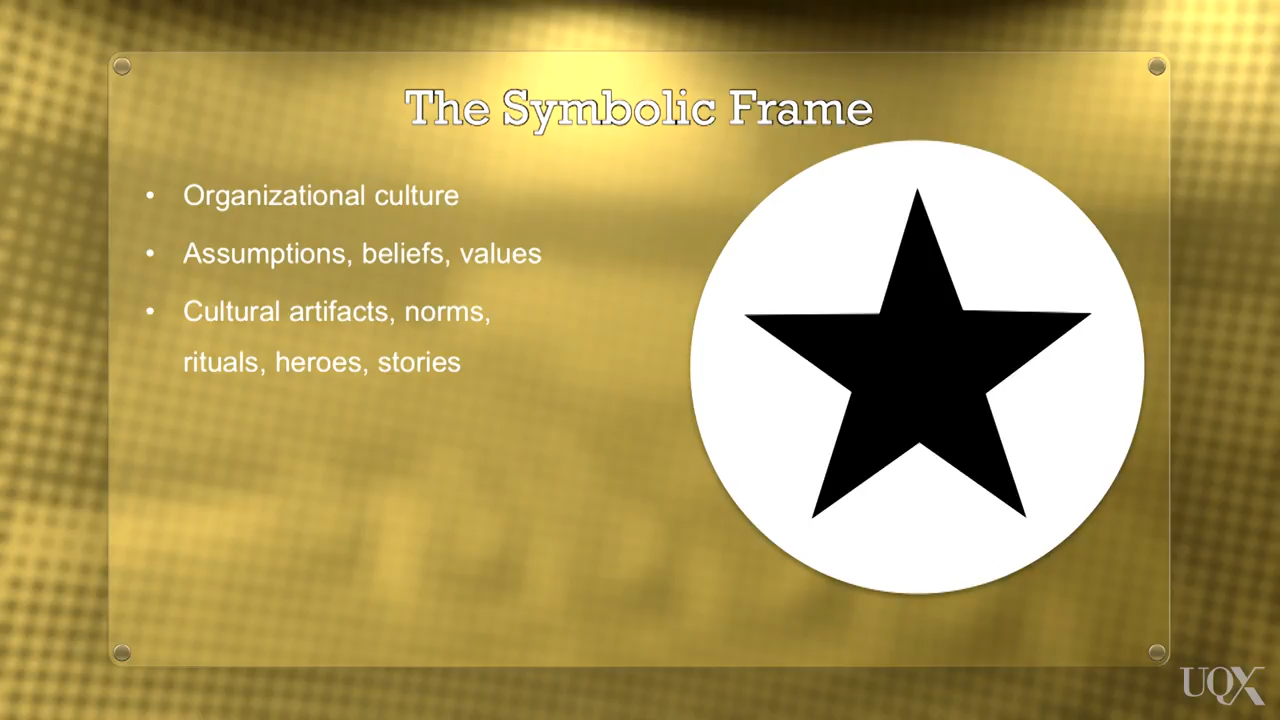 The Symbolic Frame
• Organizational culture
• Assumptions, beliefs, values
• Cultural artifacts, norms,
rituals, heroes, stories
UQX